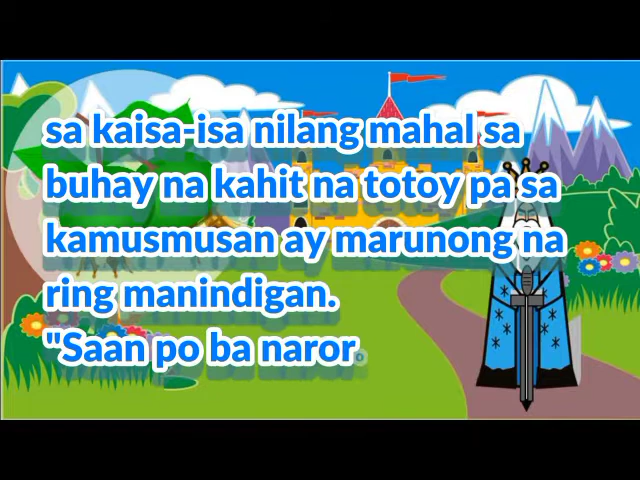 sa kaisa-isa nilang mahal sa
buhay na kahit na totoy pa sa
kamusmusan ay marunong na
ring manindigan.
"Saan po ba naror